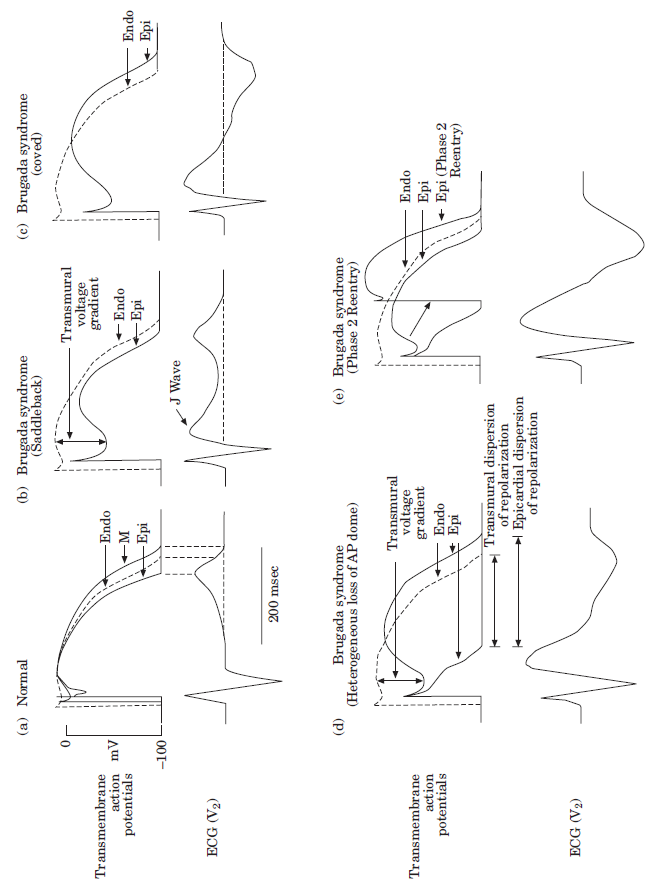 (a) Normal
0
mV
–100
Transmembrane
action
potentials
Endo
M
Epi
ECG (V2)
200 msec
(b) Brugada syndrome
(Saddleback)
Transmural
voltage
gradient
Endo
Epi
J Wave
(c) Brugada syndrome
(coved)
Endo
Epi
(d) Brugada syndrome
(Heterogeneous loss of AP dome)
Transmembrane
action
potentials
Transmural
voltage
gradient
Endo
Epi
Transmural dispersion
of repolarization
Epicardial dispersion
of repolarization
ECG (V2)
(e) Brugada syndrome
(Phase 2 Reentry)
Endo
Epi
Epi (Phase 2
Reentry)